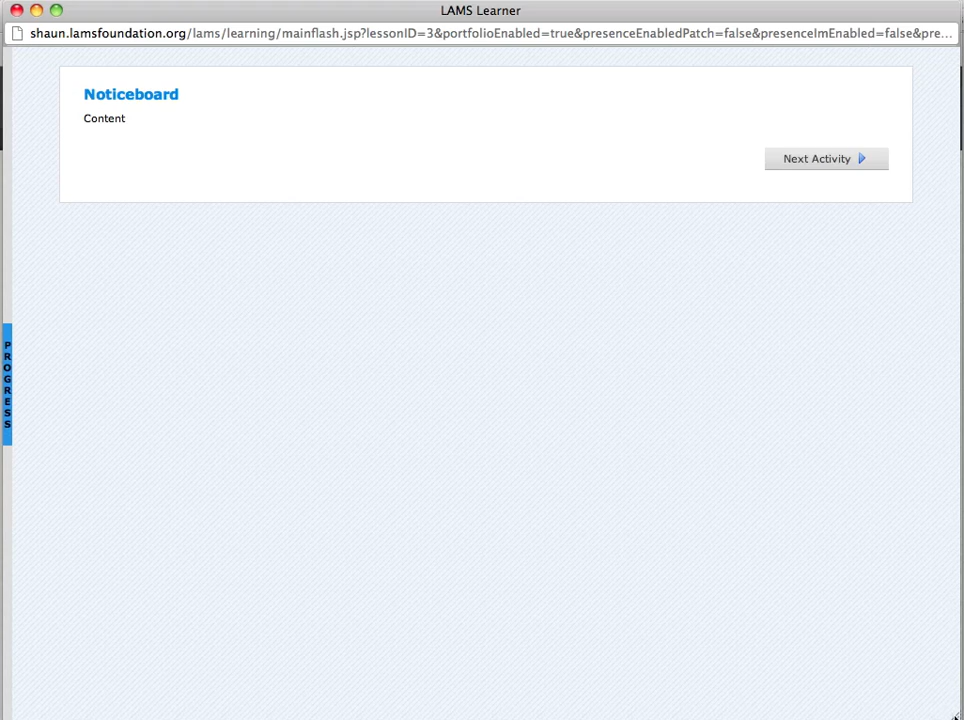 LAMS Learner
shaun.lamsfoundation.org/lams/learning/mainflash.jsp?lessonID=3&portfolioEnabled=true&presenceEnabledPatch=false&presenceImEnabled=false&pre...
Noticeboard
Content
Next Activity
PROGRESS